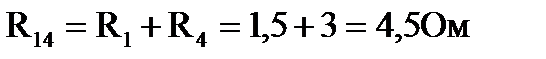 R₁₄ = R₁ + R₄ = 1,5 + 3 = 4,5Ом